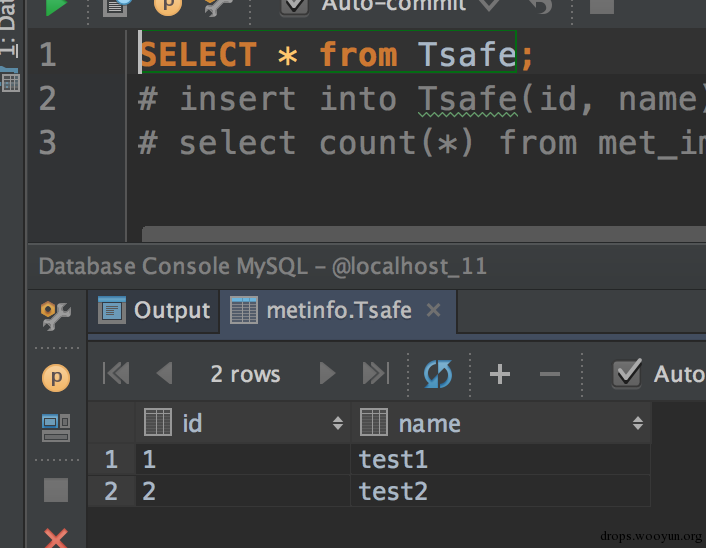 Auto-commit
1: Dat
1 SELECT * from Tsafe;
2 # insert into Tsafe(id, name)
3 # select count(*) from met_im
Database Console MySQL – @localhost_11
Output metinfo.Tsafe
2 rows Auto
id name
1 1 test1
2 2 test2
drops.wooyun.org